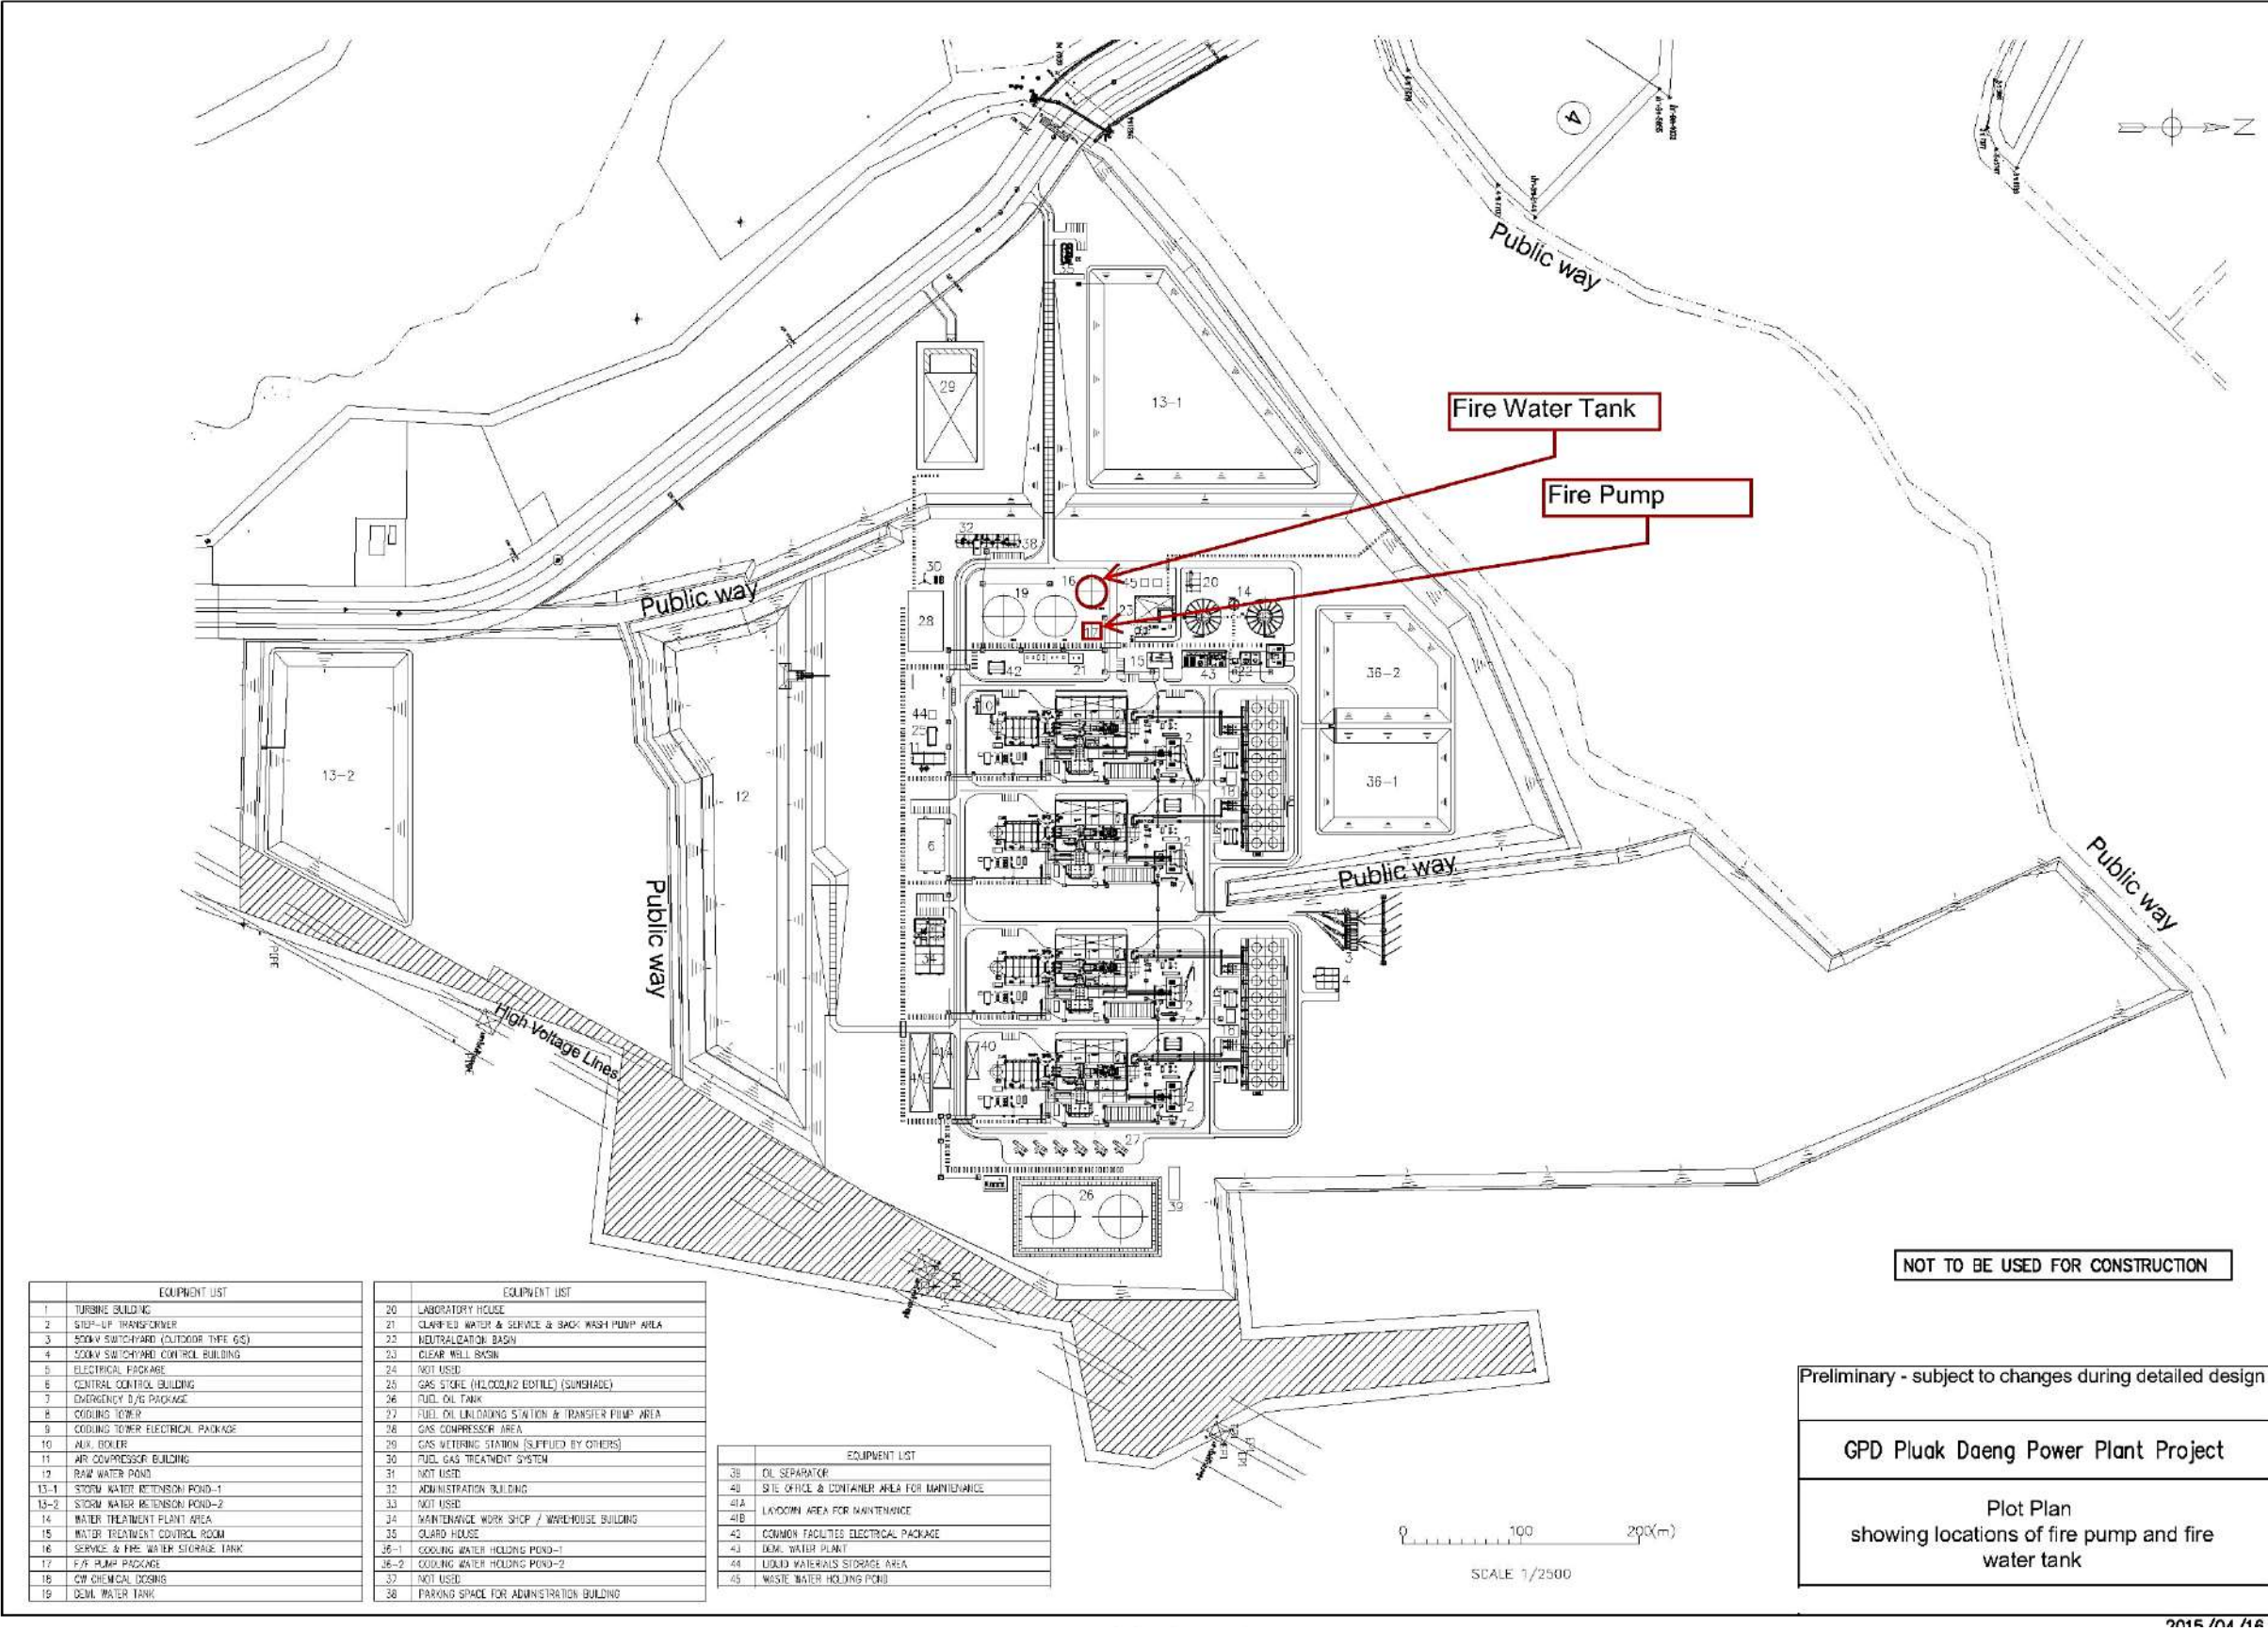 N
4
Public way
29
13-1
Fire Water Tank
Fire Pump
32
38
30
16
20
14
19
23
28
17
Public way
15
42
21
43
22
36-2
44
25
11
13-2
12
36-1
6
Public way
Public way
Public way
34
4
PIPE
High Voltage Lines
40
27
26
39
NOT TO BE USED FOR CONSTRUCTION
EQUIPMENT LIST
1 TURBINE BUILDING
2 STEP-UP TRANSFORMER
3 500kV SWITCHYARD (OUTDOOR TYPE GIS)
4 500kV SWITCHYARD CONTROL BUILDING
5 ELECTRICAL PACKAGE
6 CENTRAL CONTROL BUILDING
7 EMERGENCY D/G PACKAGE
8 COOLING TOWER
9 COOLING TOWER ELECTRICAL PACKAGE
10 AUX. BOILER
11 AIR COMPRESSOR BUILDING
12 RAW WATER POND
13-1 STORM WATER RETENSION POND-1
13-2 STORM WATER RETENSION POND-2
14 WATER TREATMENT PLANT AREA
15 WATER TREATMENT CONTROL ROOM
16 SERVICE & FIRE WATER STORAGE TANK
17 F/F PUMP PACKAGE
18 CW CHEMICAL DOSING
19 DEMI. WATER TANK
EQUIPMENT LIST
20 LABORATORY HOUSE
21 CLARIFIED WATER & SERVICE & BACK WASH PUMP AREA
22 NEUTRALIZATION BASIN
23 CLEAR WELL BASIN
24 NOT USED
25 GAS STORE (H2,CO2,N2 BOTTLE) (SUNSHADE)
26 FUEL OIL TANK
27 FUEL OIL UNLOADING STATION & TRANSFER PUMP AREA
28 GAS COMPRESSOR AREA
29 GAS METERING STATION (SUPPLIED BY OTHERS)
30 FUEL GAS TREATMENT SYSTEM
31 NOT USED
32 ADMINISTRATION BUILDING
33 NOT USED
34 MAINTENANCE WORK SHOP / WAREHOUSE BUILDING
35 GUARD HOUSE
36-1 COOLING WATER HOLDING POND-1
36-2 COOLING WATER HOLDING POND-2
37 NOT USED
38 PARKING SPACE FOR ADMINISTRATION BUILDING
EQUIPMENT LIST
39 OIL SEPARATOR
40 SITE OFFICE & CONTAINER AREA FOR MAINTENANCE
41A
41B LAYDOWN AREA FOR MAINTENANCE
42 COMMON FACILITIES ELECTRICAL PACKAGE
43 DEMI. WATER PLANT
44 LIQUID MATERIALS STORAGE AREA
45 WASTE WATER HOLDING POND
0 100 200(m)
SCALE 1/2500
Preliminary - subject to changes during detailed design
GPD Pluak Daeng Power Plant Project
Plot Plan
showing locations of fire pump and fire
water tank
2015/04/16